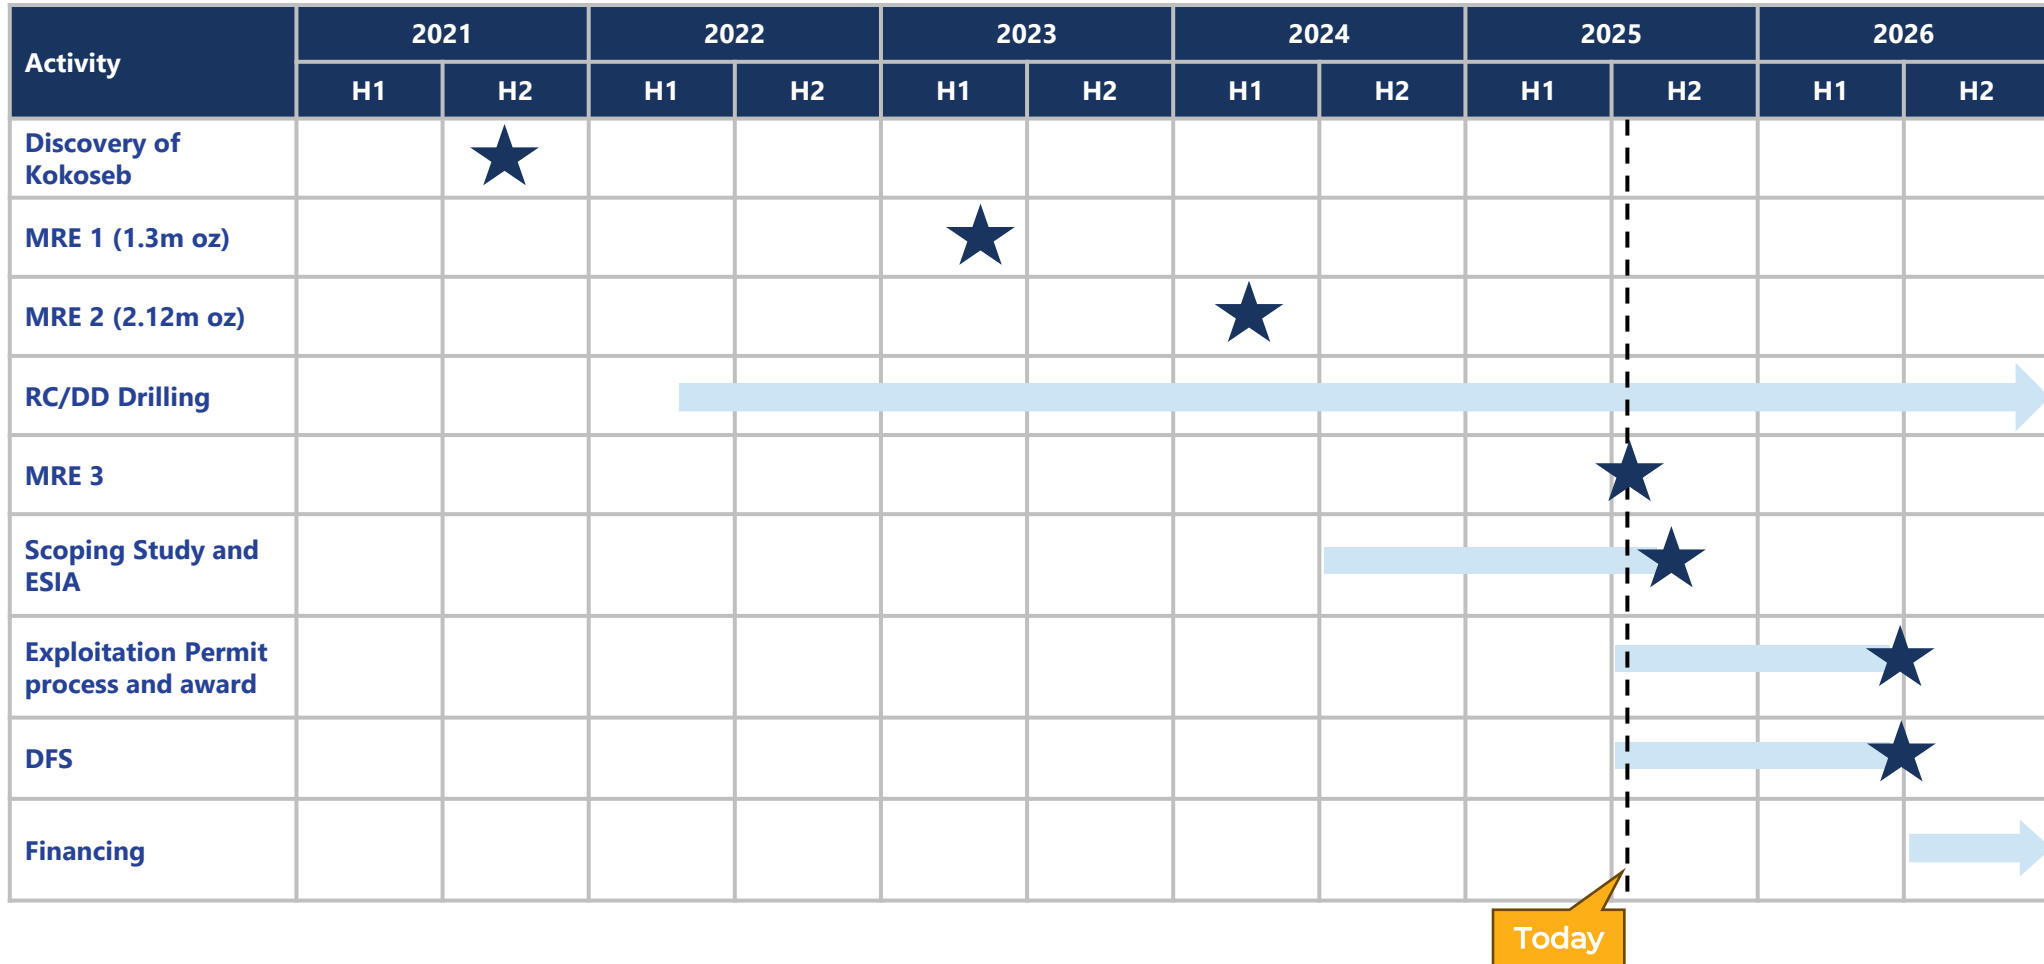 Activity
2021
2022
2023
2024
2025
2026
H1
H2
H1
H2
H1
H2
H1
H2
H1
H2
H1
H2
Discovery of
Kokoseb
MRE 1 (1.3m oz)
MRE 2 (2.12m oz)
RC/DD Drilling
MRE 3
Scoping Study and
ESIA
Exploitation Permit
process and award
DFS
Financing
Today